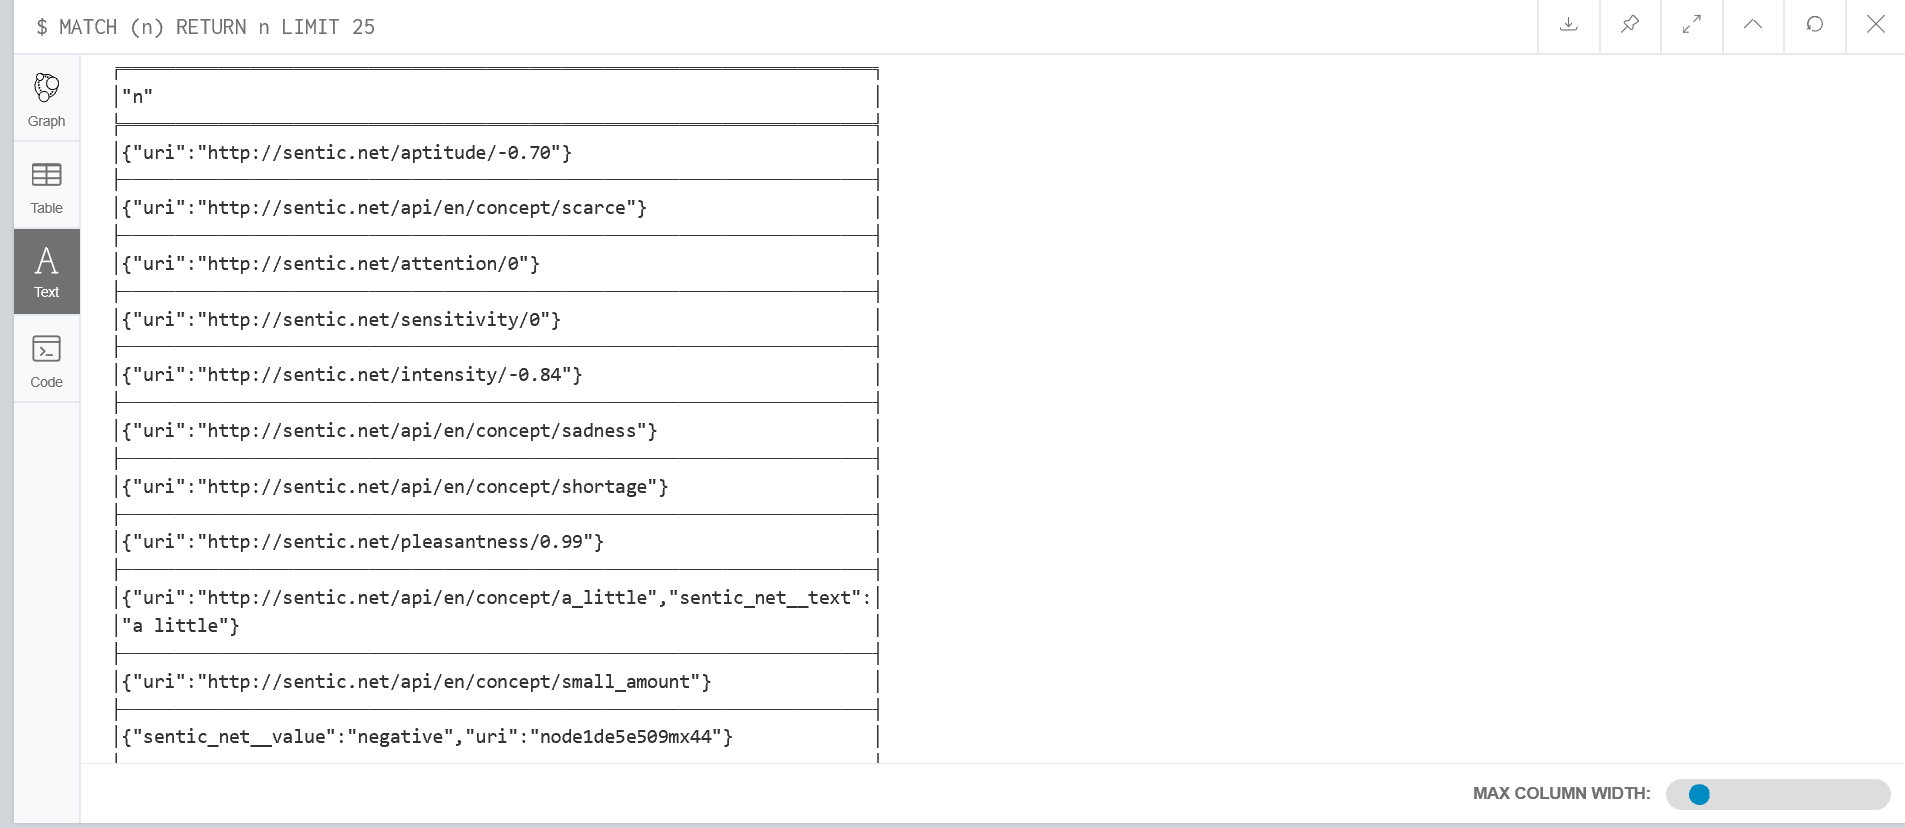 $ MATCH (n) RETURN n LIMIT 25
Graph
Table
Text
Code
"n"
{"uri":"http://sentic.net/aptitude/-0.70"}
{"uri":"http://sentic.net/api/en/concept/scarce"}
{"uri":"http://sentic.net/attention/0"}
{"uri":"http://sentic.net/sensitivity/0"}
{"uri":"http://sentic.net/intensity/-0.84"}
{"uri":"http://sentic.net/api/en/concept/sadness"}
{"uri":"http://sentic.net/api/en/concept/shortage"}
{"uri":"http://sentic.net/pleasantness/0.99"}
{"uri":"http://sentic.net/api/en/concept/a_little","sentic_net__text":
"a little"}
{"uri":"http://sentic.net/api/en/concept/small_amount"}
{"sentic_net__value":"negative","uri":"node1de5e509mx44"}
MAX COLUMN WIDTH: